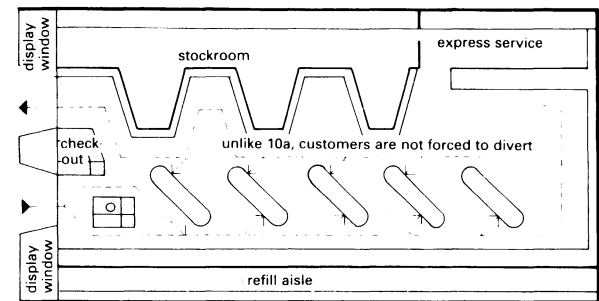 display
window
stockroom
express service
check
-out
unlike 10a, customers are not forced to divert
display
window
refill aisle